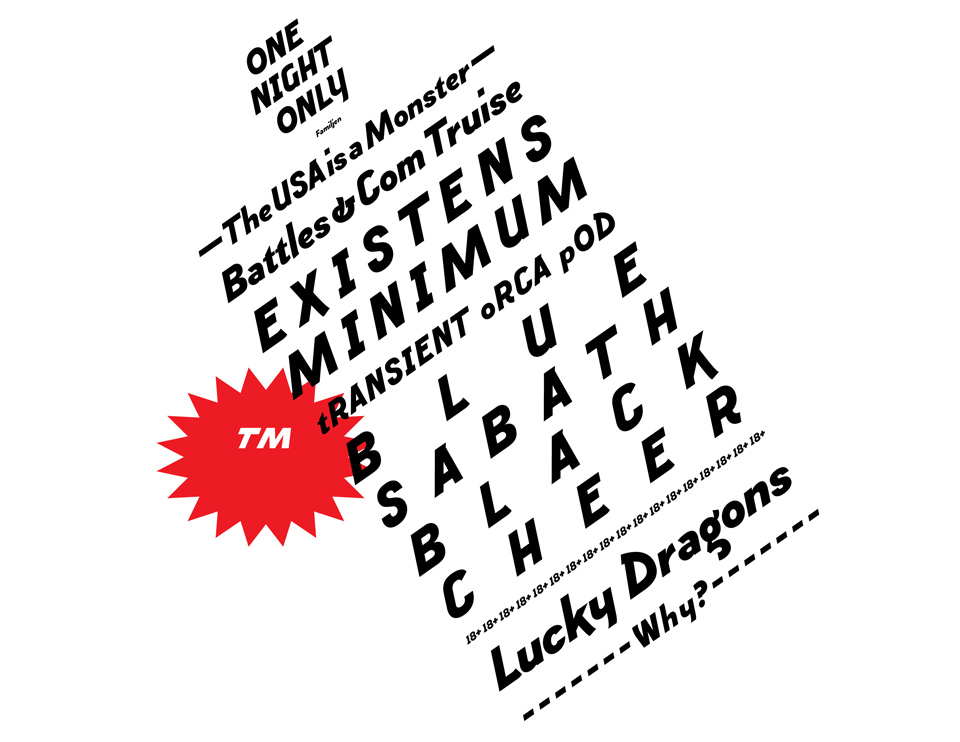 ONE
NIGHT
ONLY
Familjen
—The USA is a Monster—
Battles & Com Truise
EXISTENS
MINIMUM
tRANSIENT oRCA pOD
BLUE
SABATH
BLACK
CHEER
18+ 18+ 18+ 18+ 18+ 18+ 18+ 18+ 18+ 18+ 18+ 18+ 18+ 18+ 18+ 18+ 18+ 18+
Lucky Dragons
------Why?------
TM